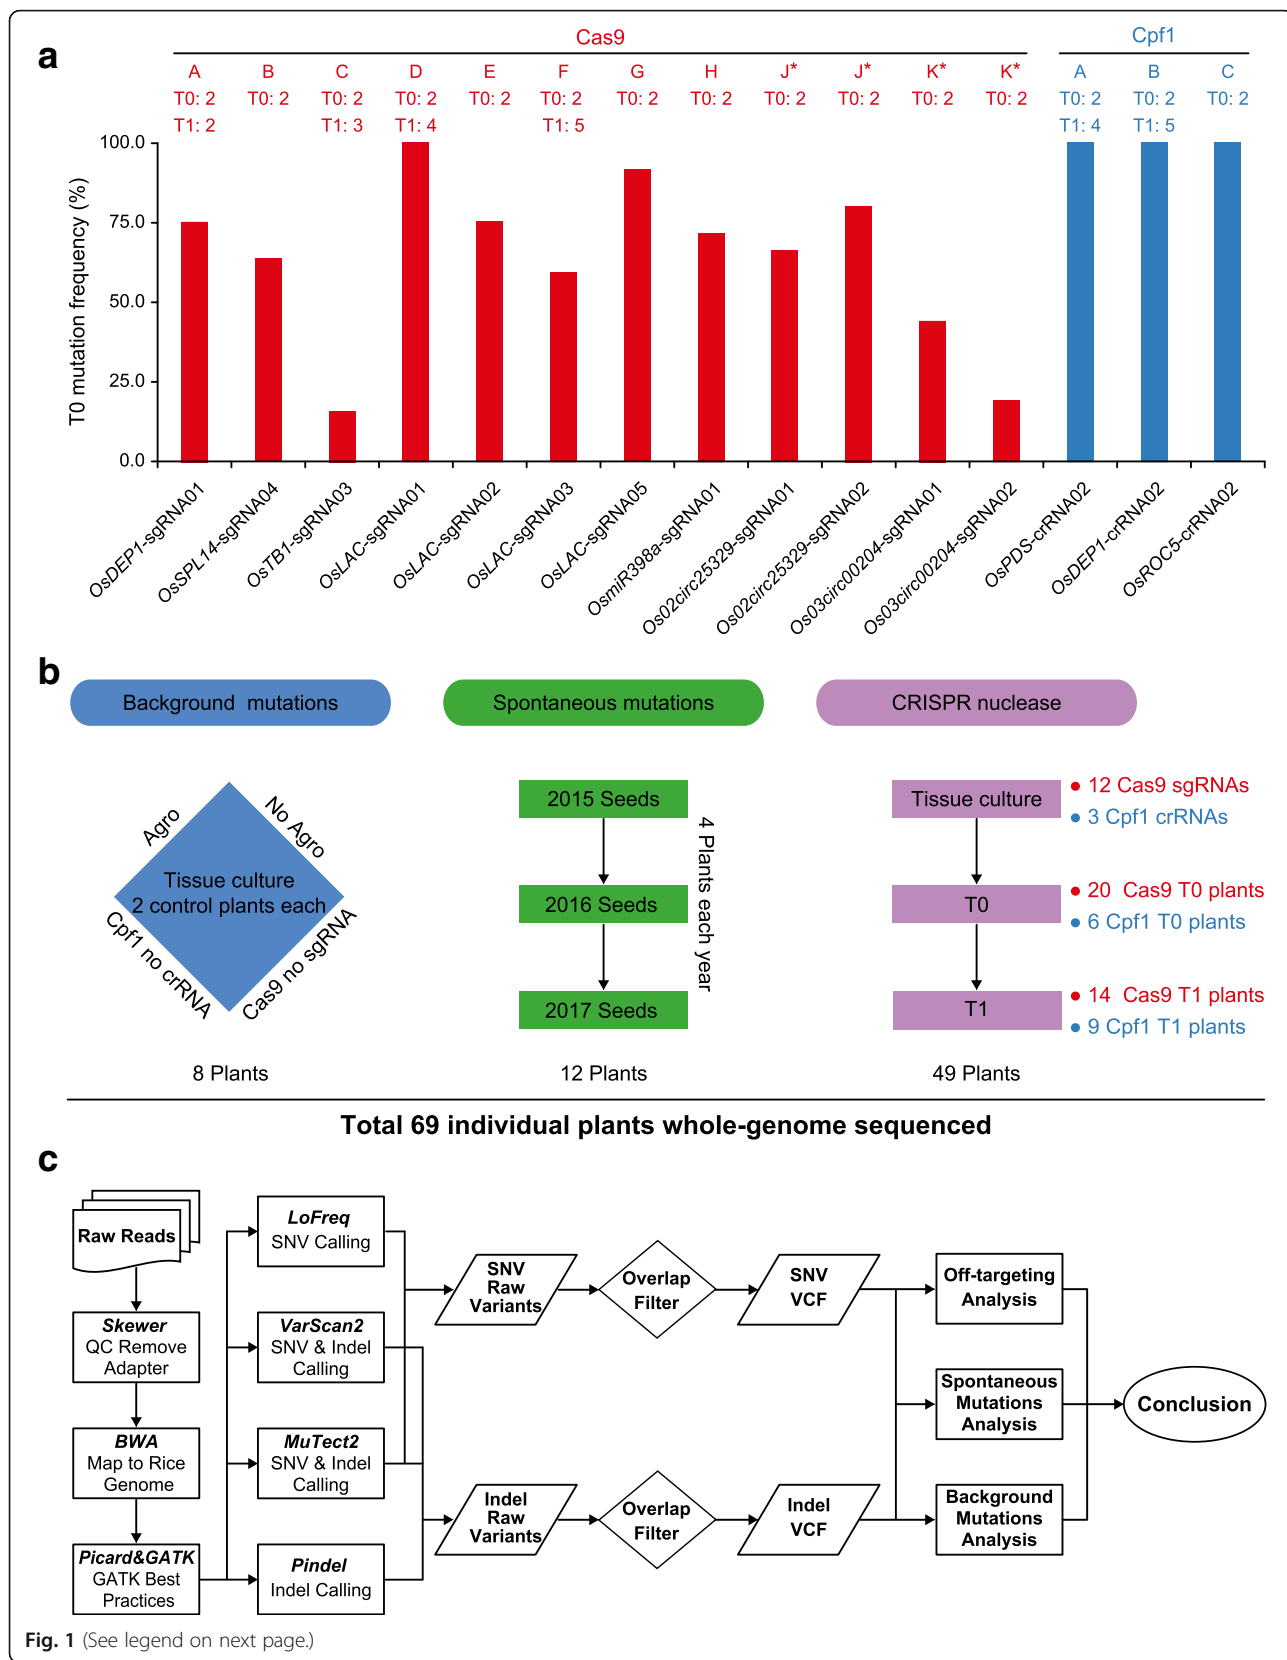 a
Cas9
Cpf1
A B C D E F G H J* J* K* K* A B C
T0: 2 T0: 2 T0: 2 T0: 2 T0: 2 T0: 2 T0: 2 T0: 2 T0: 2 T0: 2 T0: 2 T0: 2 T0: 2 T0: 2 T0: 2
T1: 2 T1: 3 T1: 4 T1: 5 T1: 4 T1: 5
T0 mutation frequency (%)
100.0
75.0
50.0
25.0
0.0
OsDEP1-sgRNA01
OsSPL14-sgRNA04
OsTB1-sgRNA03
OsLAC-sgRNA01
OsLAC-sgRNA02
OsLAC-sgRNA03
OsLAC-sgRNA05
OsmiR398a-sgRNA01
Os02circ25329-sgRNA01
Os02circ25329-sgRNA02
Os03circ00204-sgRNA01
Os03circ00204-sgRNA02
OsPDS-crRNA02
OsDEP1-crRNA02
OsROC5-crRNA02
b
Background mutations
Agro
No Agro
Tissue culture
2 control plants each
Cpf1 no crRNA
Cas9 no sgRNA
8 Plants
Spontaneous mutations
2015 Seeds
2016 Seeds
2017 Seeds
4 Plants each year
12 Plants
CRISPR nuclease
Tissue culture
• 12 Cas9 sgRNAs
• 3 Cpf1 crRNAs
T0
• 20 Cas9 T0 plants
• 6 Cpf1 T0 plants
T1
• 14 Cas9 T1 plants
• 9 Cpf1 T1 plants
49 Plants
Total 69 individual plants whole-genome sequenced
c
Raw Reads
Skewer
QC Remove
Adapter
BWA
Map to Rice
Genome
Picard&GATK
GATK Best
Practices
LoFreq
SNV Calling
VarScan2
SNV & Indel
Calling
MuTect2
SNV & Indel
Calling
Pindel
Indel Calling
SNV
Raw
Variants
Overlap
Filter
SNV
VCF
Indel
Raw
Variants
Overlap
Filter
Indel
VCF
Off-targeting
Analysis
Spontaneous
Mutations
Analysis
Background
Mutations
Analysis
Conclusion
Fig. 1 (See legend on next page.)